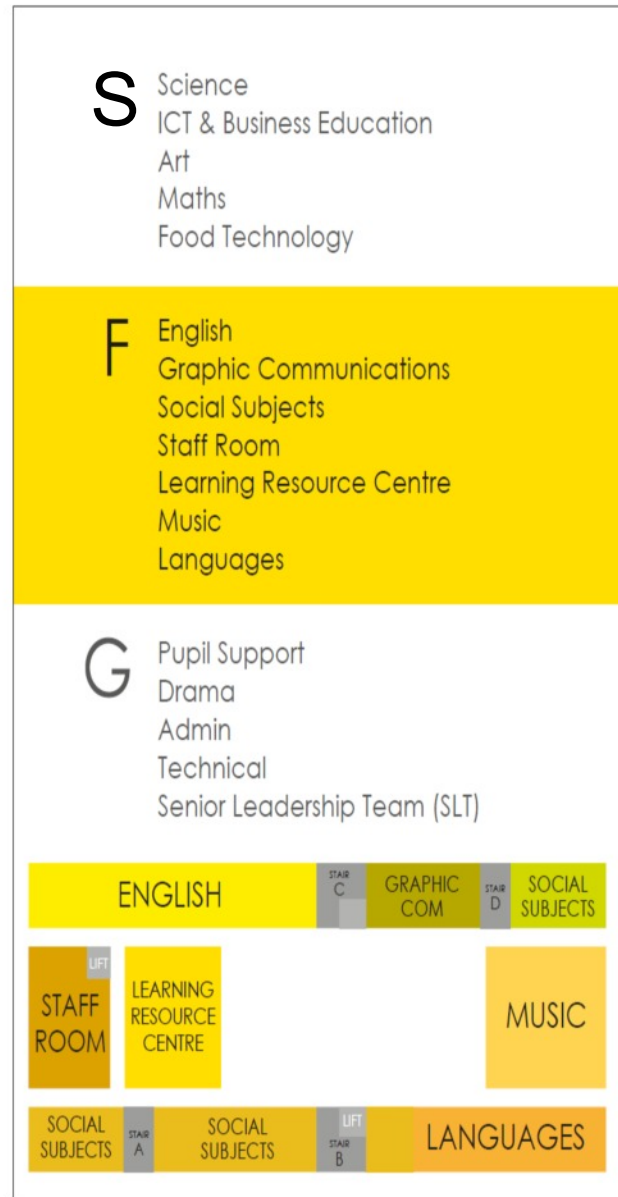 S
Science
ICT & Business Education
Art
Maths
Food Technology
F
English
Graphic Communications
Social Subjects
Staff Room
Learning Resource Centre
Music
Languages
G
Pupil Support
Drama
Admin
Technical
Senior Leadership Team (SLT)
ENGLISH
STAIR
C
GRAPHIC
COM
STAIR
D
SOCIAL
SUBJECTS
LIFT
STAFF
ROOM
LEARNING
RESOURCE
CENTRE
MUSIC
SOCIAL
SUBJECTS
STAIR
A
SOCIAL
SUBJECTS
LIFT
STAIR
B
LANGUAGES